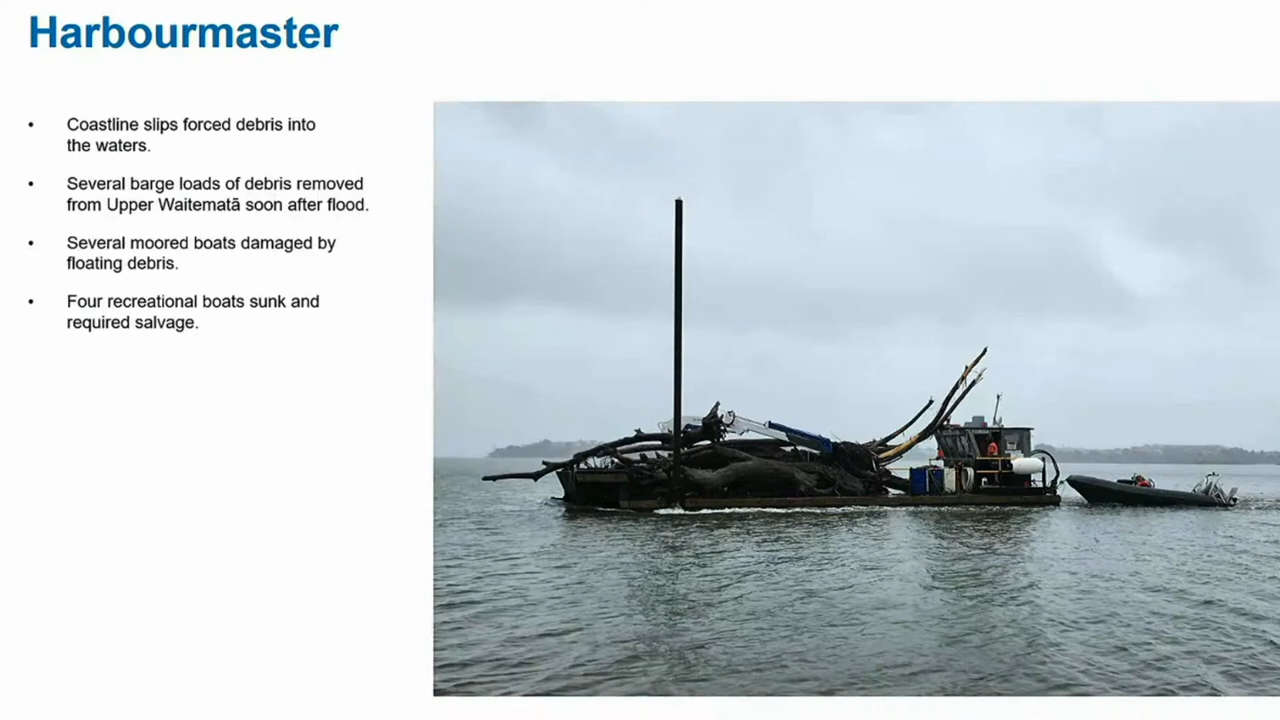 Harbourmaster
• Coastline slips forced debris into
the waters.
• Several barge loads of debris removed
from Upper Waitematā soon after flood.
• Several moored boats damaged by
floating debris.
• Four recreational boats sunk and
required salvage.